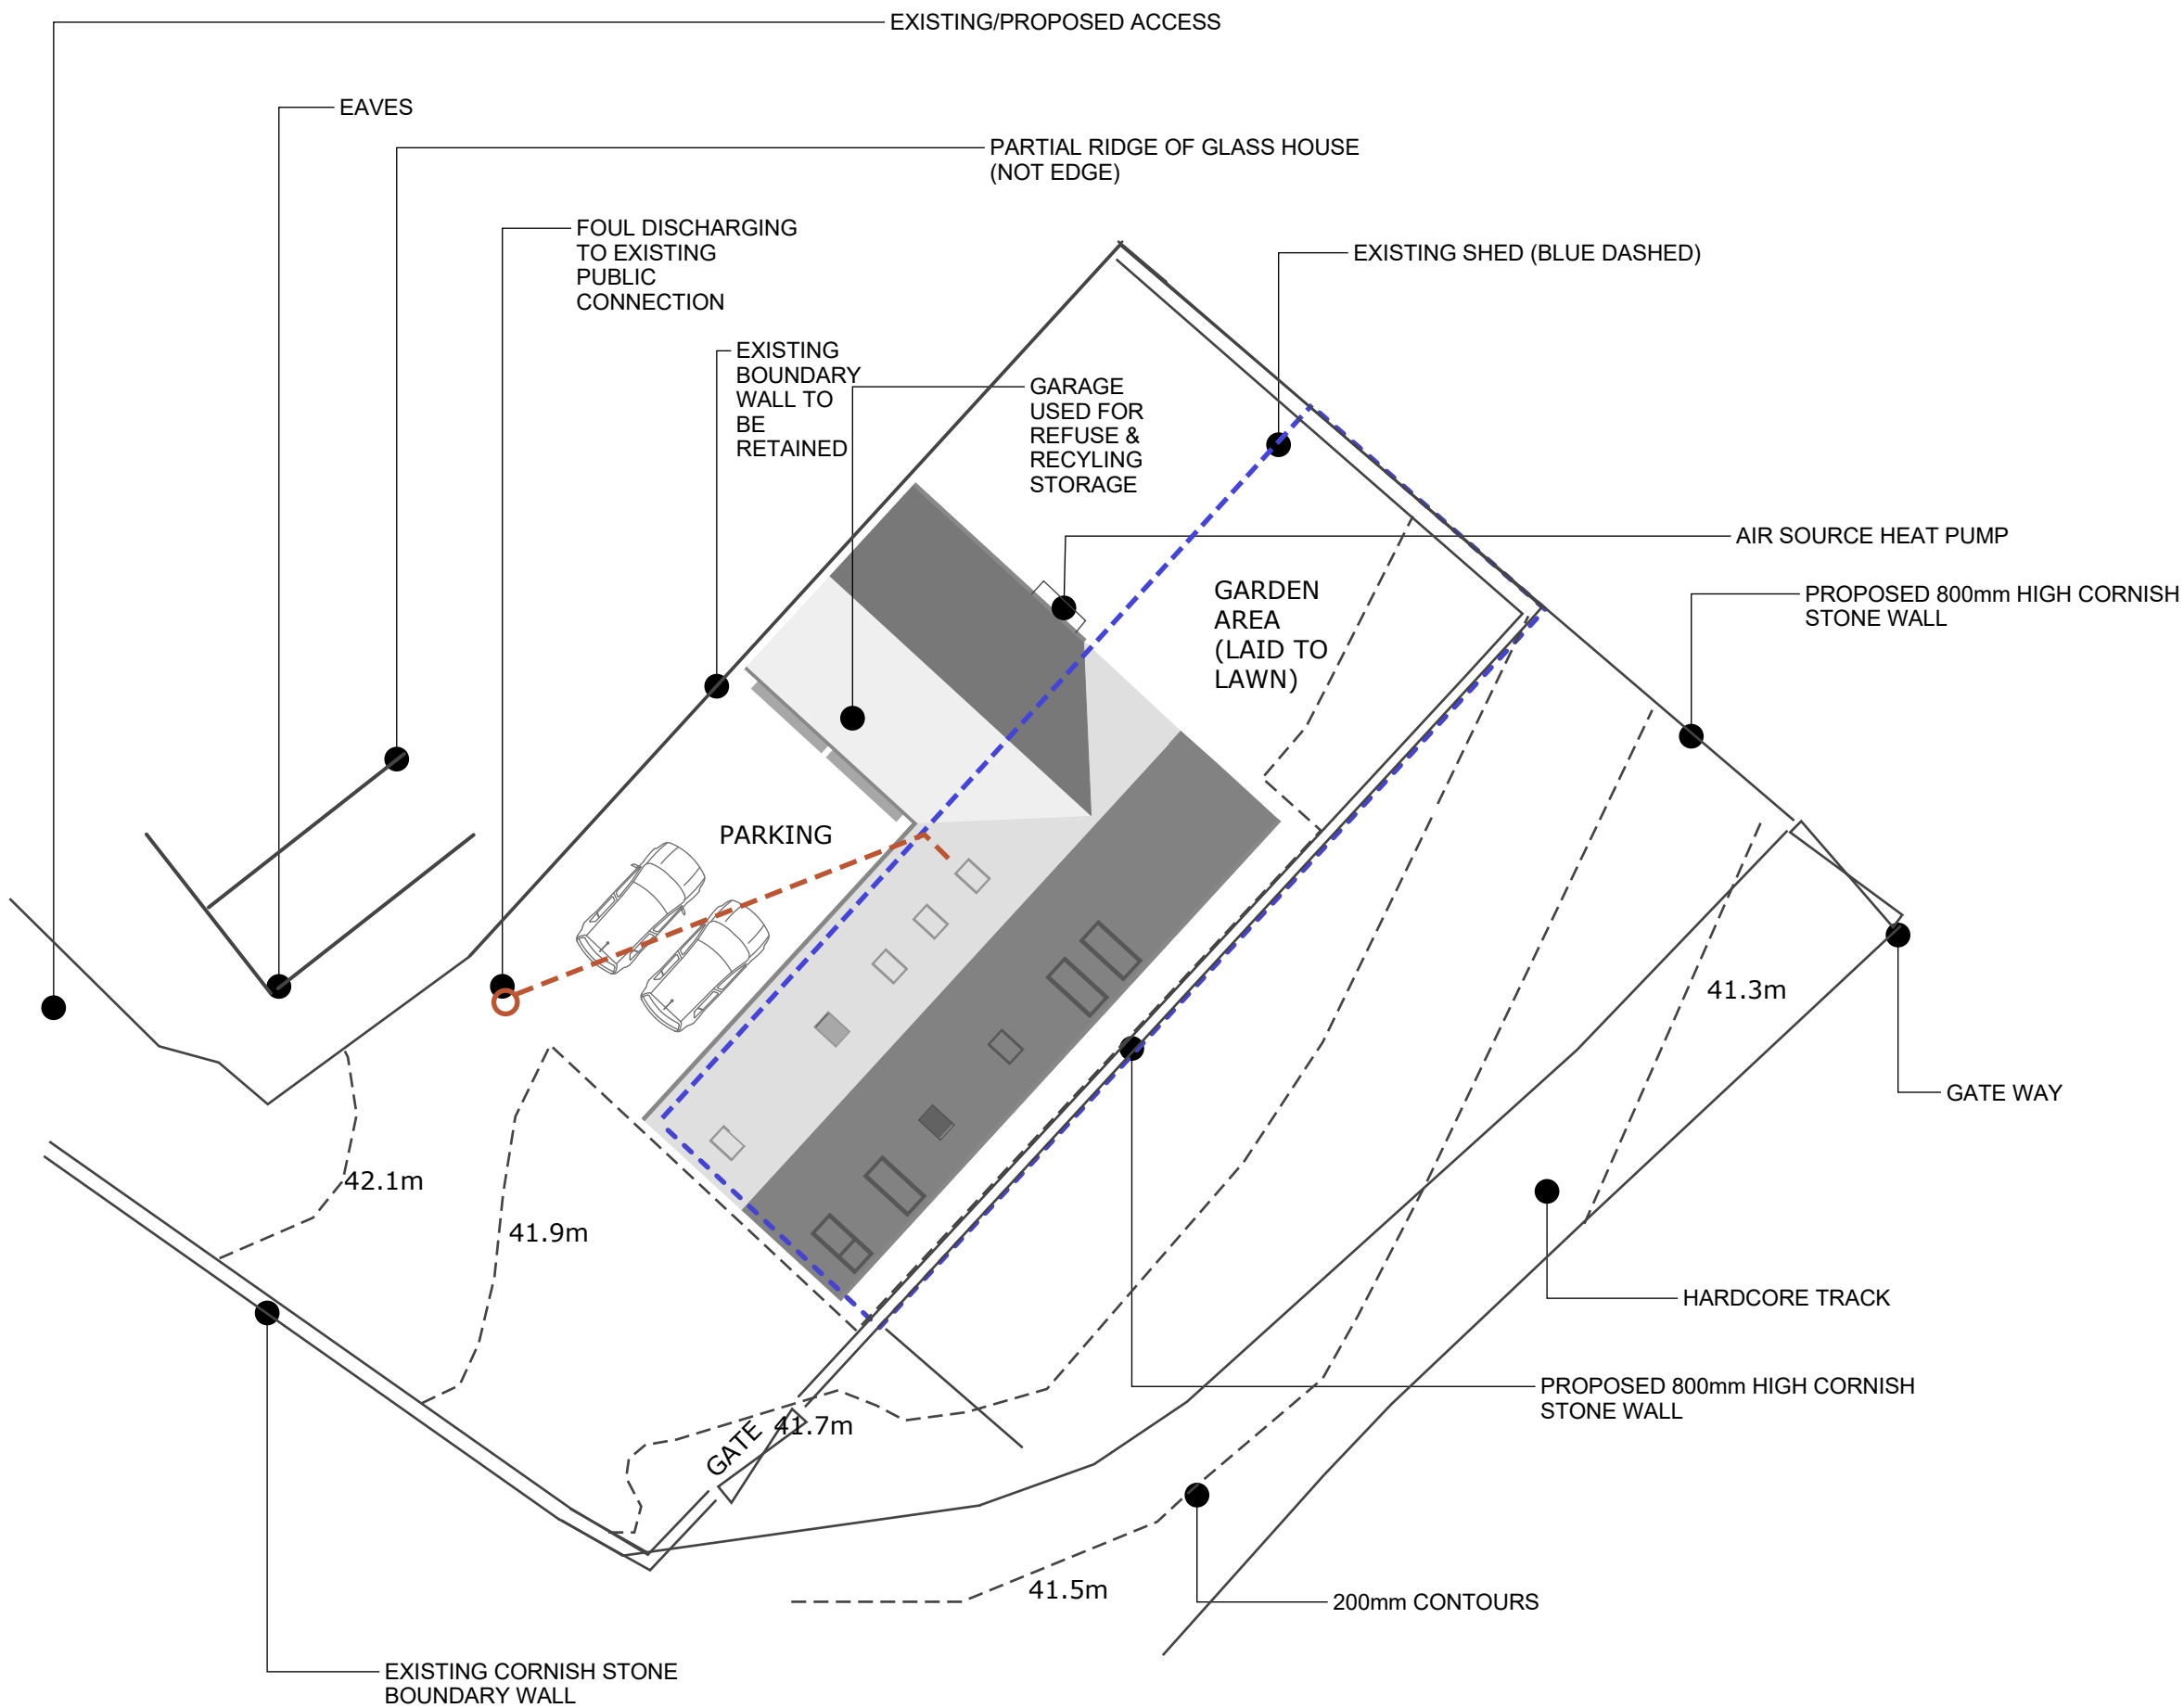 EXISTING/PROPOSED ACCESS
EAVES
PARTIAL RIDGE OF GLASS HOUSE
(NOT EDGE)
FOUL DISCHARGING
TO EXISTING
PUBLIC
CONNECTION
EXISTING SHED (BLUE DASHED)
EXISTING
BOUNDARY
WALL TO
BE
RETAINED
GARAGE
USED FOR
REFUSE &
RECYLING
STORAGE
AIR SOURCE HEAT PUMP
GARDEN
AREA
(LAID TO
LAWN)
PROPOSED 800mm HIGH CORNISH
STONE WALL
PARKING
41.3m
GATE WAY
42.1m
41.9m
HARDCORE TRACK
PROPOSED 800mm HIGH CORNISH
STONE WALL
41.7m
GATE
41.5m
200mm CONTOURS
EXISTING CORNISH STONE
BOUNDARY WALL